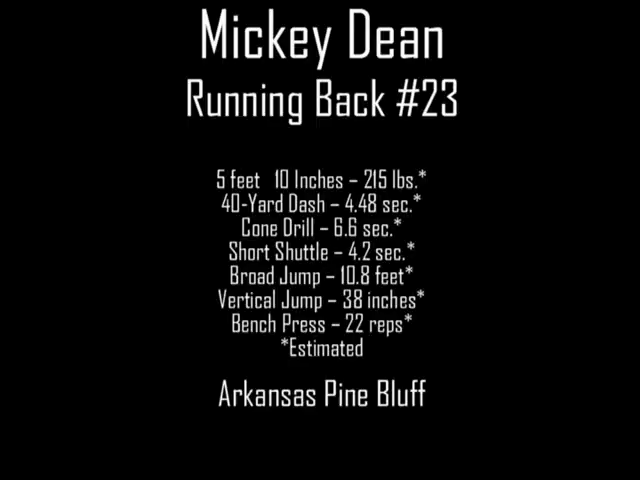 Mickey Dean
Running Back #23
5 feet 10 Inches – 215 lbs.*
40-Yard Dash – 4.48 sec.*
Cone Drill – 6.6 sec.*
Short Shuttle – 4.2 sec.*
Broad Jump – 10.8 feet*
Vertical Jump – 38 inches*
Bench Press – 22 reps*
*Estimated
Arkansas Pine Bluff